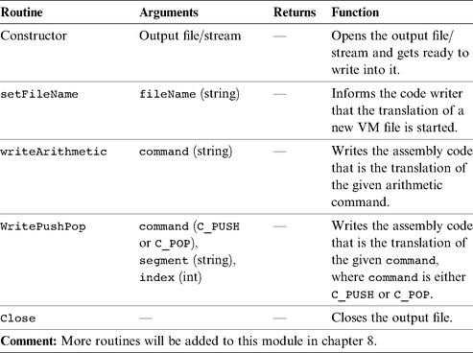 Routine Arguments Returns Function
Constructor Output file/stream — Opens the output file/
stream and gets ready to
write into it.
setFileName fileName (string) — Informs the code writer
that the translation of a
new VM file is started.
writeArithmetic command (string) — Writes the assembly code
that is the translation of
the given arithmetic
command.
WritePushPop command (C_PUSH — Writes the assembly code
or C_POP), that is the translation of
segment (string), the given command,
index (int) where command is either
C_PUSH or C_POP.
Close — — Closes the output file.
Comment: More routines will be added to this module in chapter 8.